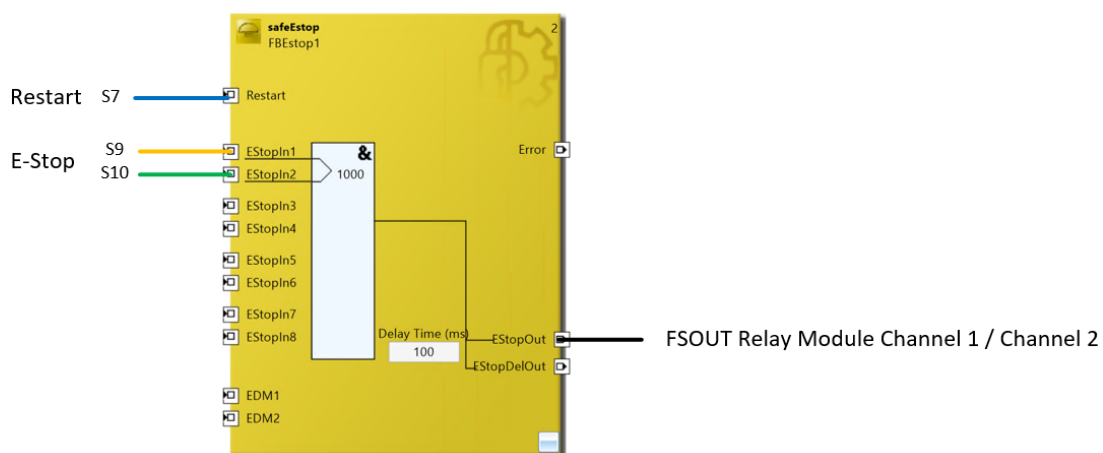 safeEstop
2
FBEstop1
Restart S7
Restart
E-Stop
S9
S10
EStopIn1
EStopIn2
&
1000
Error
EStopIn3
EStopIn4
EStopIn5
EStopIn6
EStopIn7
EStopIn8
Delay Time (ms)
100
EStopOut
EStopDelOut
FSOUT Relay Module Channel 1 / Channel 2
EDM1
EDM2